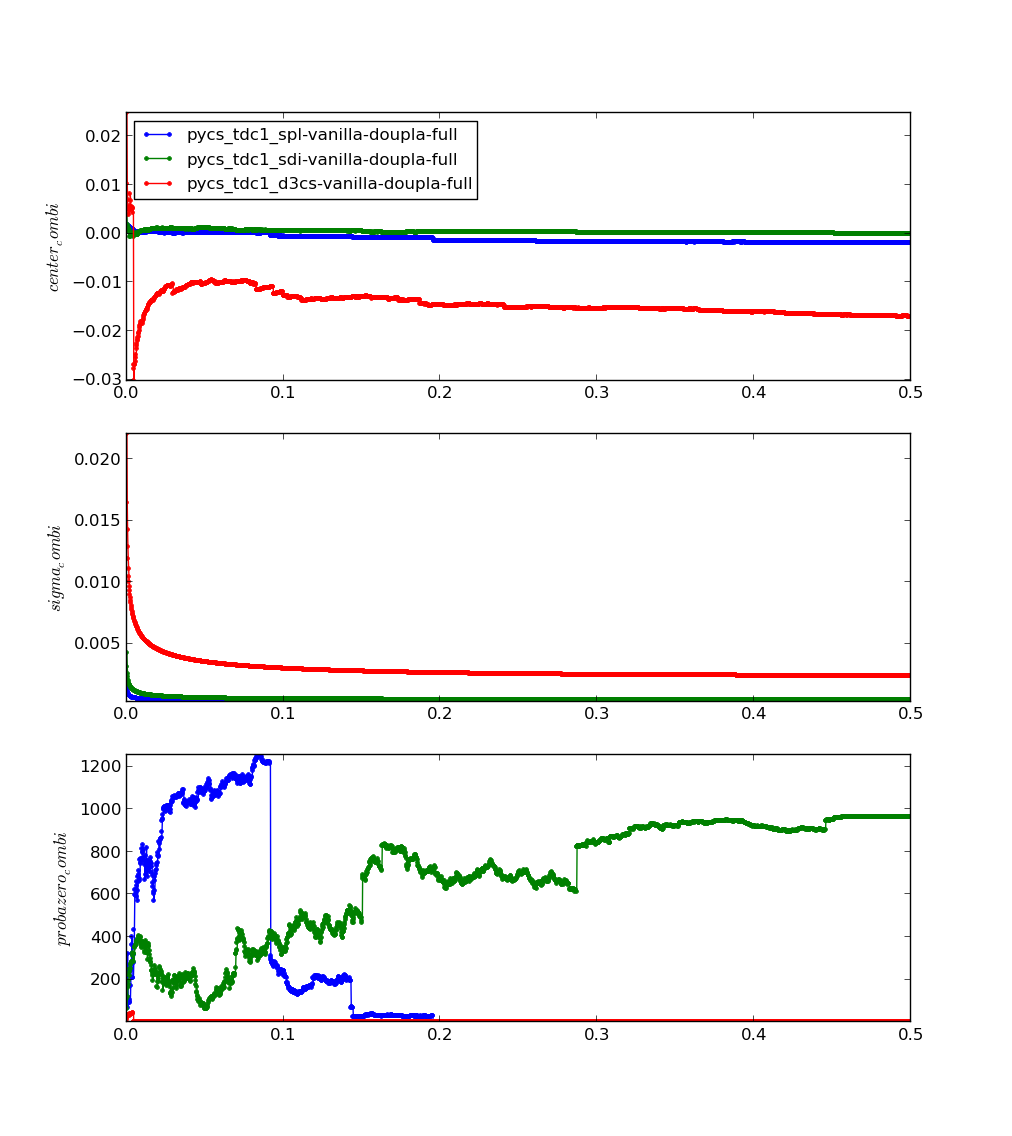 0.02
0.01
0.00
−0.01
−0.02
−0.03
center_combi
pycs_tdc1_spl-vanilla-doupla-full
pycs_tdc1_sdi-vanilla-doupla-full
pycs_tdc1_d3cs-vanilla-doupla-full
0.0 0.1 0.2 0.3 0.4 0.5
0.020
0.015
0.010
0.005
sigma_combi
0.0 0.1 0.2 0.3 0.4 0.5
1200
1000
800
600
400
200
probazero_combi
0.0 0.1 0.2 0.3 0.4 0.5